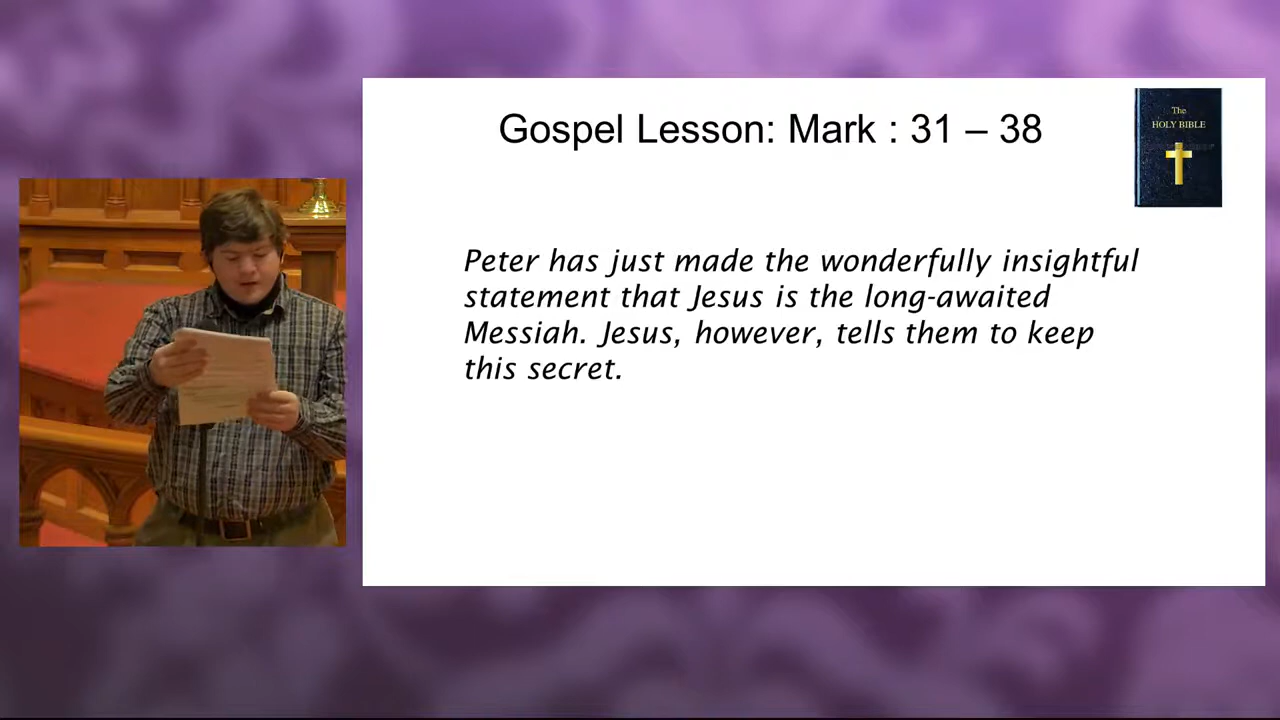 Gospel Lesson: Mark : 31 – 38
The
HOLY BIBLE
Peter has just made the wonderfully insightful
statement that Jesus is the long-awaited
Messiah. Jesus, however, tells them to keep
this secret.